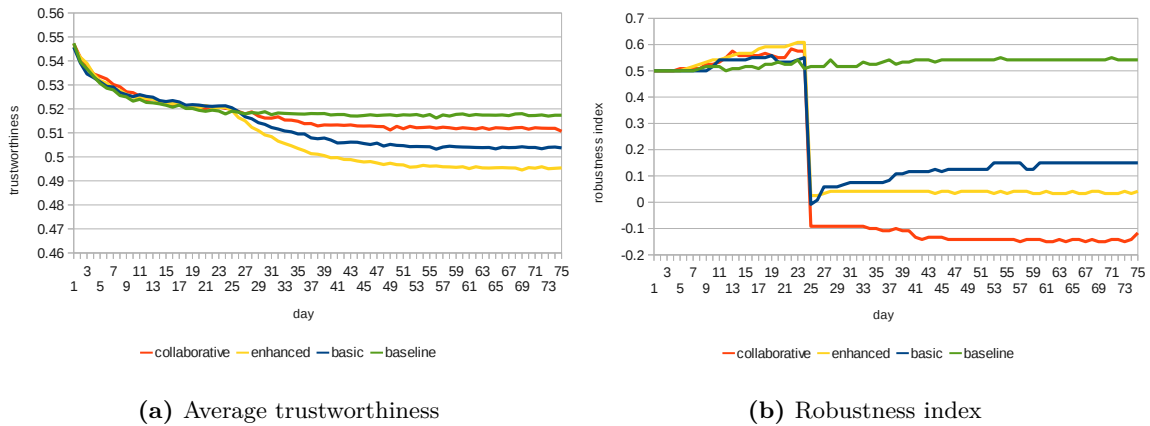 0.56
0.55
0.54
0.53
0.52
0.51
0.5
0.49
0.48
0.47
0.46
trustworthiness
3 7 11 15 19 23 27 31 35 39 43 47 51 55 59 63 67 71 75
1 5 9 13 17 21 25 29 33 37 41 45 49 53 57 61 65 69 73
day
collaborative enhanced basic baseline
(a) Average trustworthiness
0.7
0.6
0.5
0.4
0.3
0.2
0.1
0
-0.1
-0.2
robustness index
3 7 11 15 19 23 27 31 35 39 43 47 51 55 59 63 67 71 75
1 5 9 13 17 21 25 29 33 37 41 45 49 53 57 61 65 69 73
day
collaborative enhanced basic baseline
(b) Robustness index